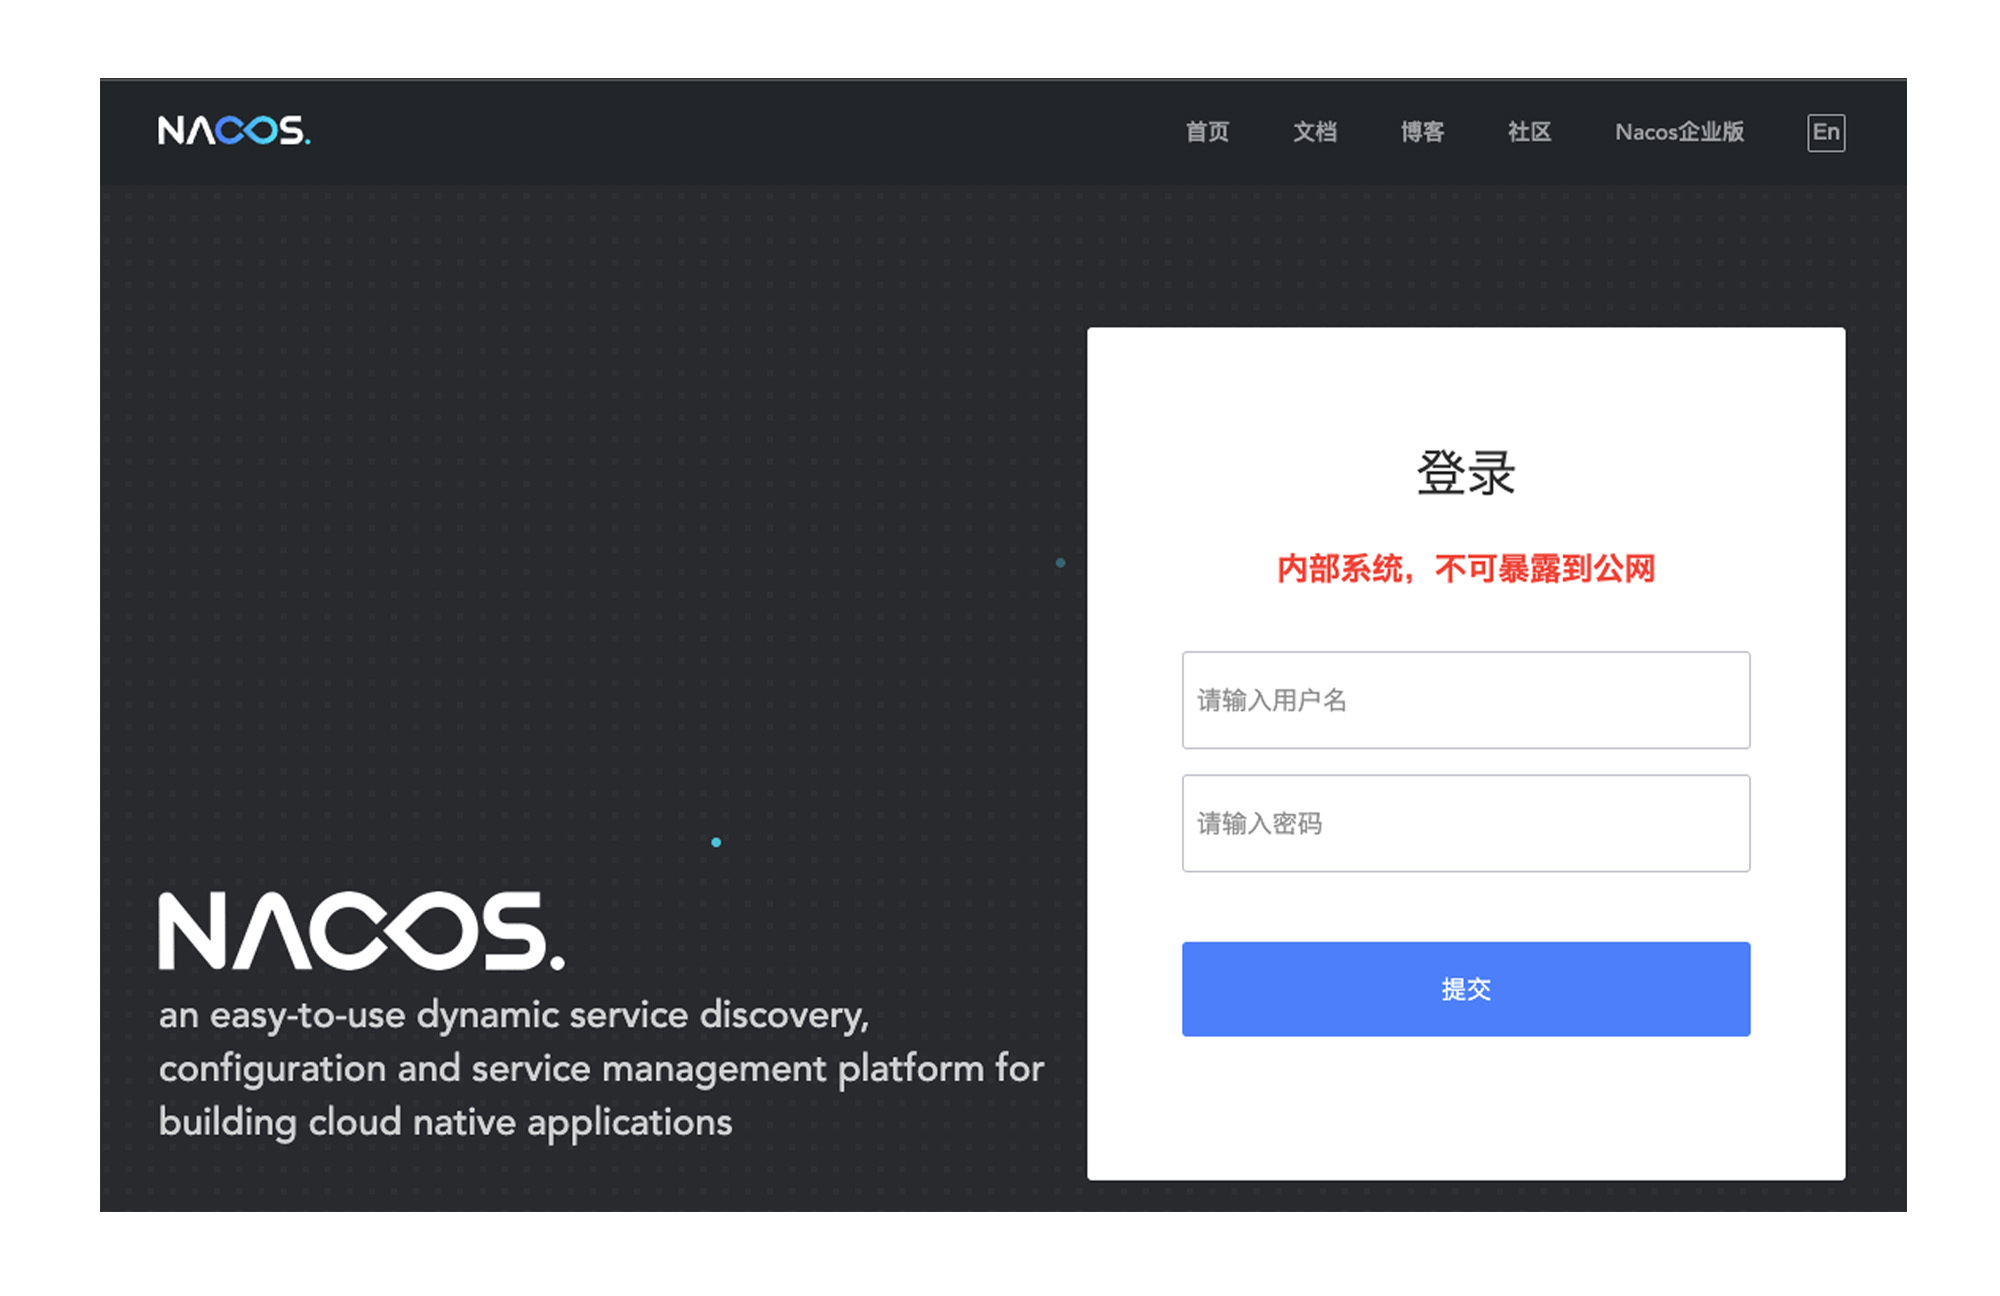 NACOS.
首页 文档 博客 社区 Nacos企业版 En
登录
内部系统，不可暴露到公网
请输入用户名
请输入密码
提交
NACOS.
an easy-to-use dynamic service discovery,
configuration and service management platform for
building cloud native applications